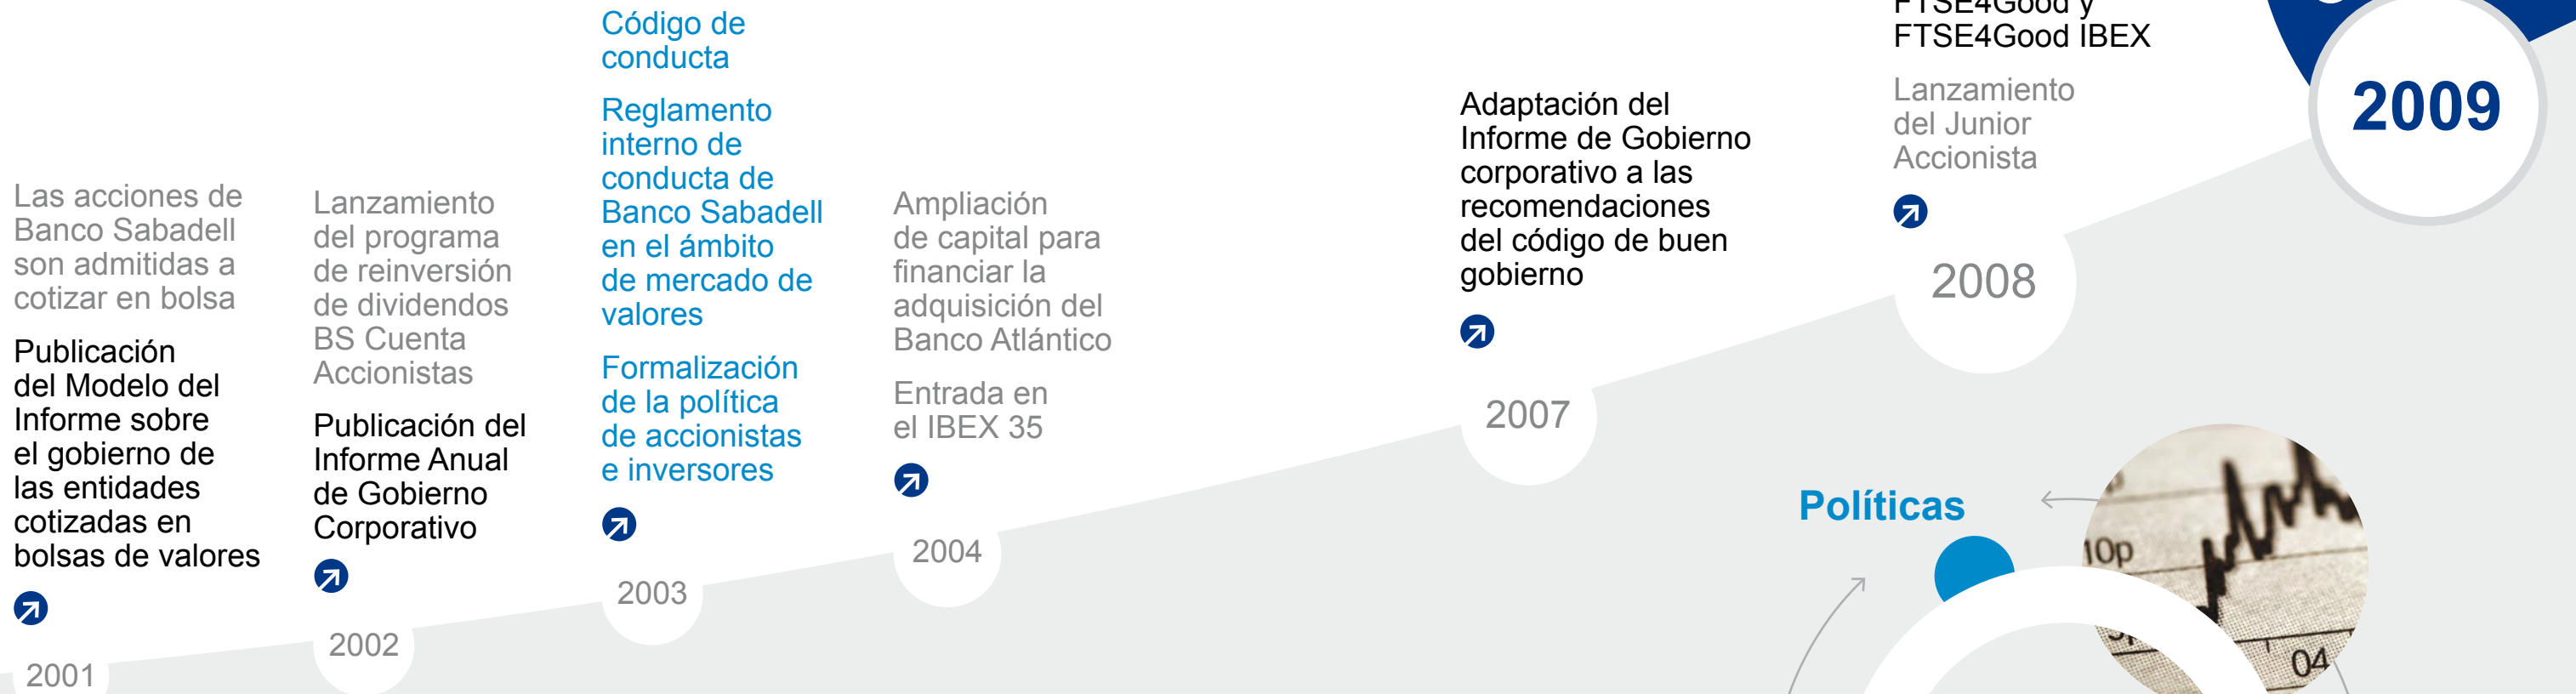 Las acciones de
Banco Sabadell
son admitidas a
cotizar en bolsa
Publicación
del Modelo del
Informe sobre
el gobierno de
las entidades
cotizadas en
bolsas de valores
2001
Lanzamiento
del programa
de reinversión
de dividendos
BS Cuenta
Accionistas
Publicación del
Informe Anual
de Gobierno
Corporativo
2002
Código de
conducta
Reglamento
interno de
conducta de
Banco Sabadell
en el ámbito
de mercado de
valores
Formalización
de la política
de accionistas
e inversores
2003
Ampliación
de capital para
financiar la
adquisición del
Banco Atlántico
Entrada en
el IBEX 35
2004
Adaptación del
Informe de Gobierno
corporativo a las
recomendaciones
del código de buen
gobierno
2007
FTSE4Good y
FTSE4Good IBEX
Lanzamiento
del Junior
Accionista
2008
2009
Políticas
10p
04